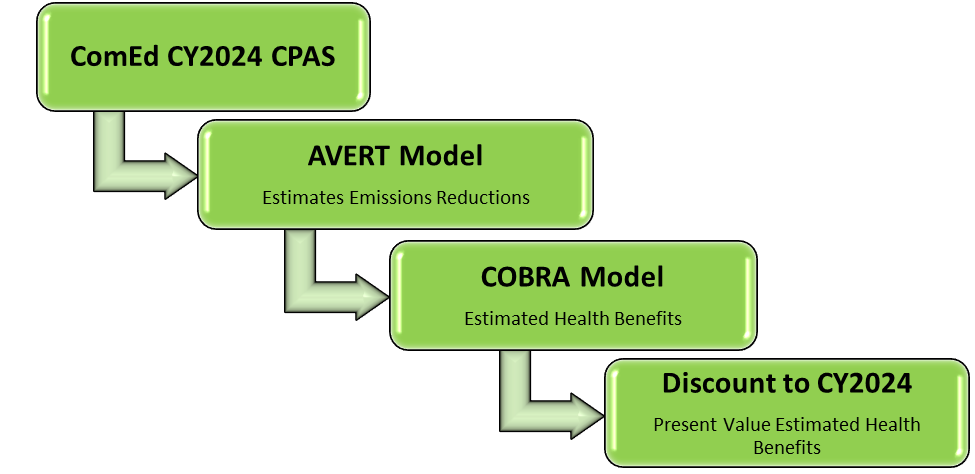 ComEd CY2024 CPAS
AVERT Model
Estimates Emissions Reductions
COBRA Model
Estimated Health Benefits
Discount to CY2024
Present Value Estimated Health
Benefits